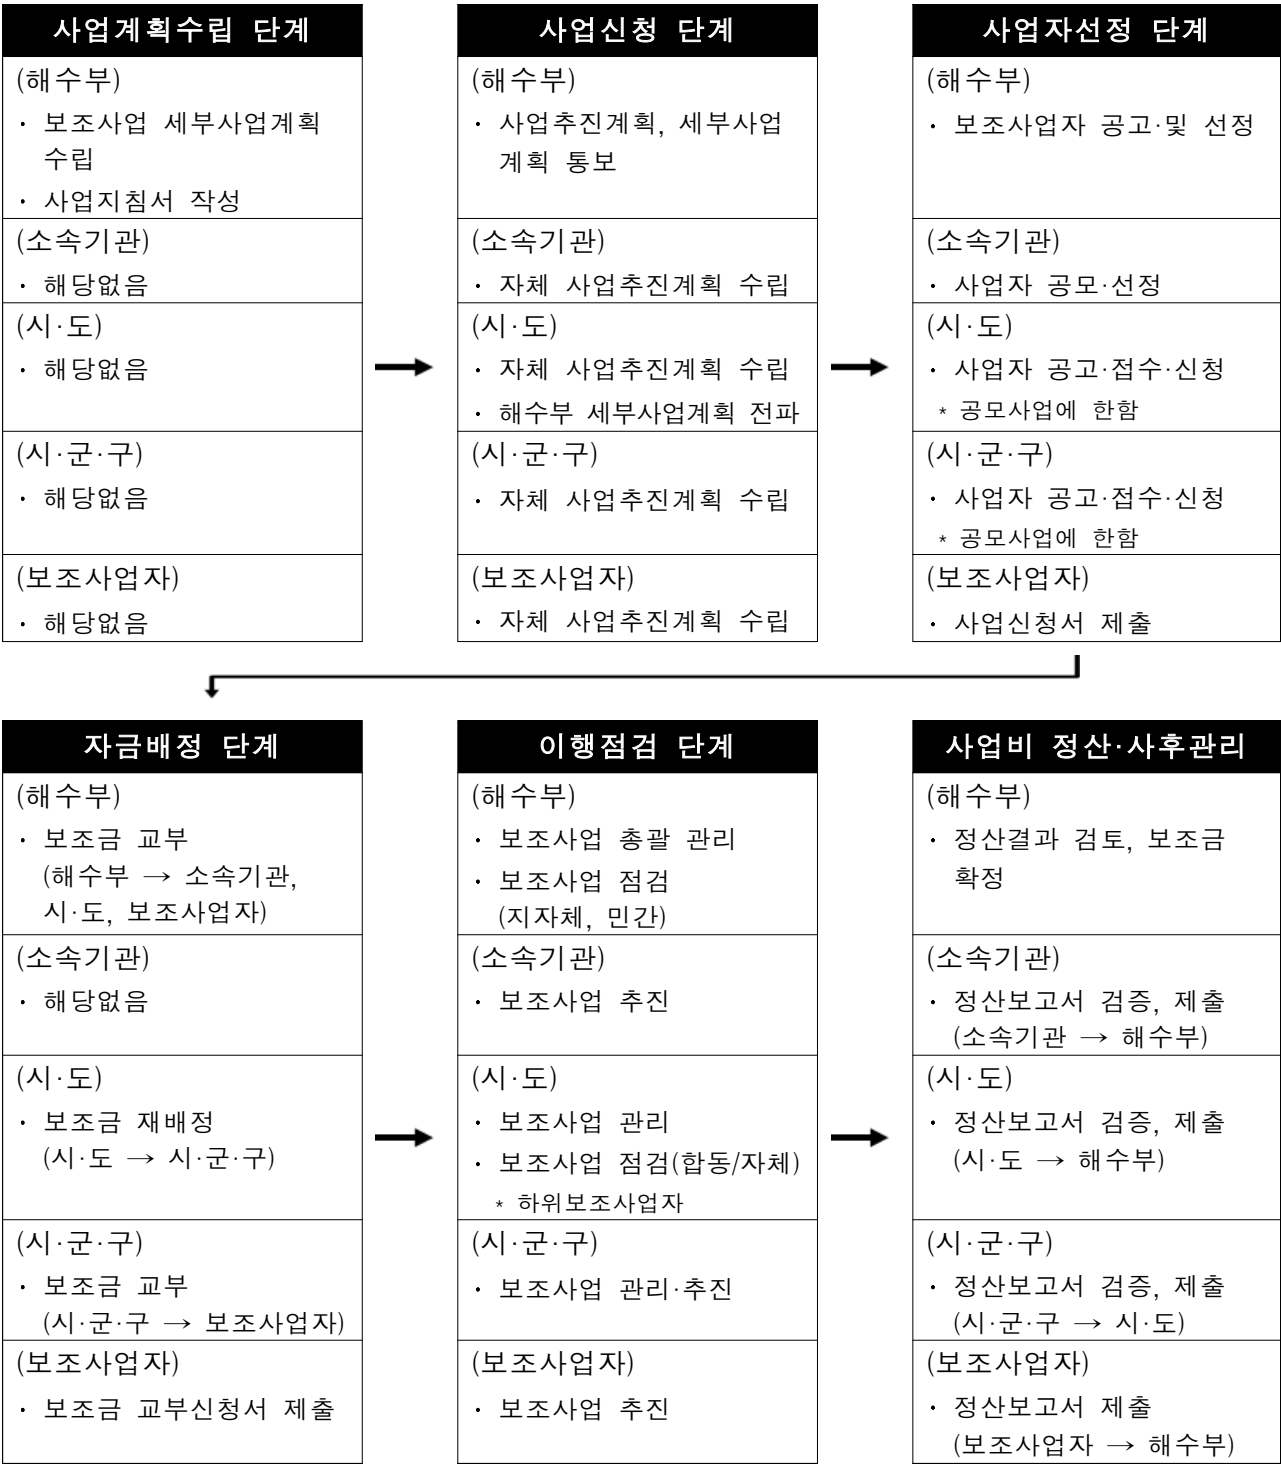 사업계획수립 단계
(해수부)
· 보조사업 세부사업계획
수립
· 사업지침서 작성
(소속기관)
· 해당없음
(시·도)
· 해당없음
(시·군·구)
· 해당없음
(보조사업자)
· 해당없음
사업신청 단계
(해수부)
· 사업추진계획, 세부사업
계획 통보
(소속기관)
· 자체 사업추진계획 수립
(시·도)
· 자체 사업추진계획 수립
· 해수부 세부사업계획 전파
(시·군·구)
· 자체 사업추진계획 수립
(보조사업자)
· 자체 사업추진계획 수립
사업자선정 단계
(해수부)
· 보조사업자 공고·및 선정
(소속기관)
· 사업자 공모·선정
(시·도)
· 사업자 공고·접수·신청
* 공모사업에 한함
(시·군·구)
· 사업자 공고·접수·신청
* 공모사업에 한함
(보조사업자)
· 사업신청서 제출
자금배정 단계
(해수부)
· 보조금 교부
(해수부 → 소속기관,
시·도, 보조사업자)
(소속기관)
· 해당없음
(시·도)
· 보조금 재배정
(시·도 → 시·군·구)
(시·군·구)
· 보조금 교부
(시·군·구 → 보조사업자)
(보조사업자)
· 보조금 교부신청서 제출
이행점검 단계
(해수부)
· 보조사업 총괄 관리
· 보조사업 점검
(지자체, 민간)
(소속기관)
· 보조사업 추진
(시·도)
· 보조사업 관리
· 보조사업 점검(합동/자체)
* 하위보조사업자
(시·군·구)
· 보조사업 관리·추진
(보조사업자)
· 보조사업 추진
사업비 정산·사후관리
(해수부)
· 정산결과 검토, 보조금
확정
(소속기관)
· 정산보고서 검증, 제출
(소속기관 → 해수부)
(시·도)
· 정산보고서 검증, 제출
(시·도 → 해수부)
(시·군·구)
· 정산보고서 검증, 제출
(시·군·구 → 시·도)
(보조사업자)
· 정산보고서 제출
(보조사업자 → 해수부)